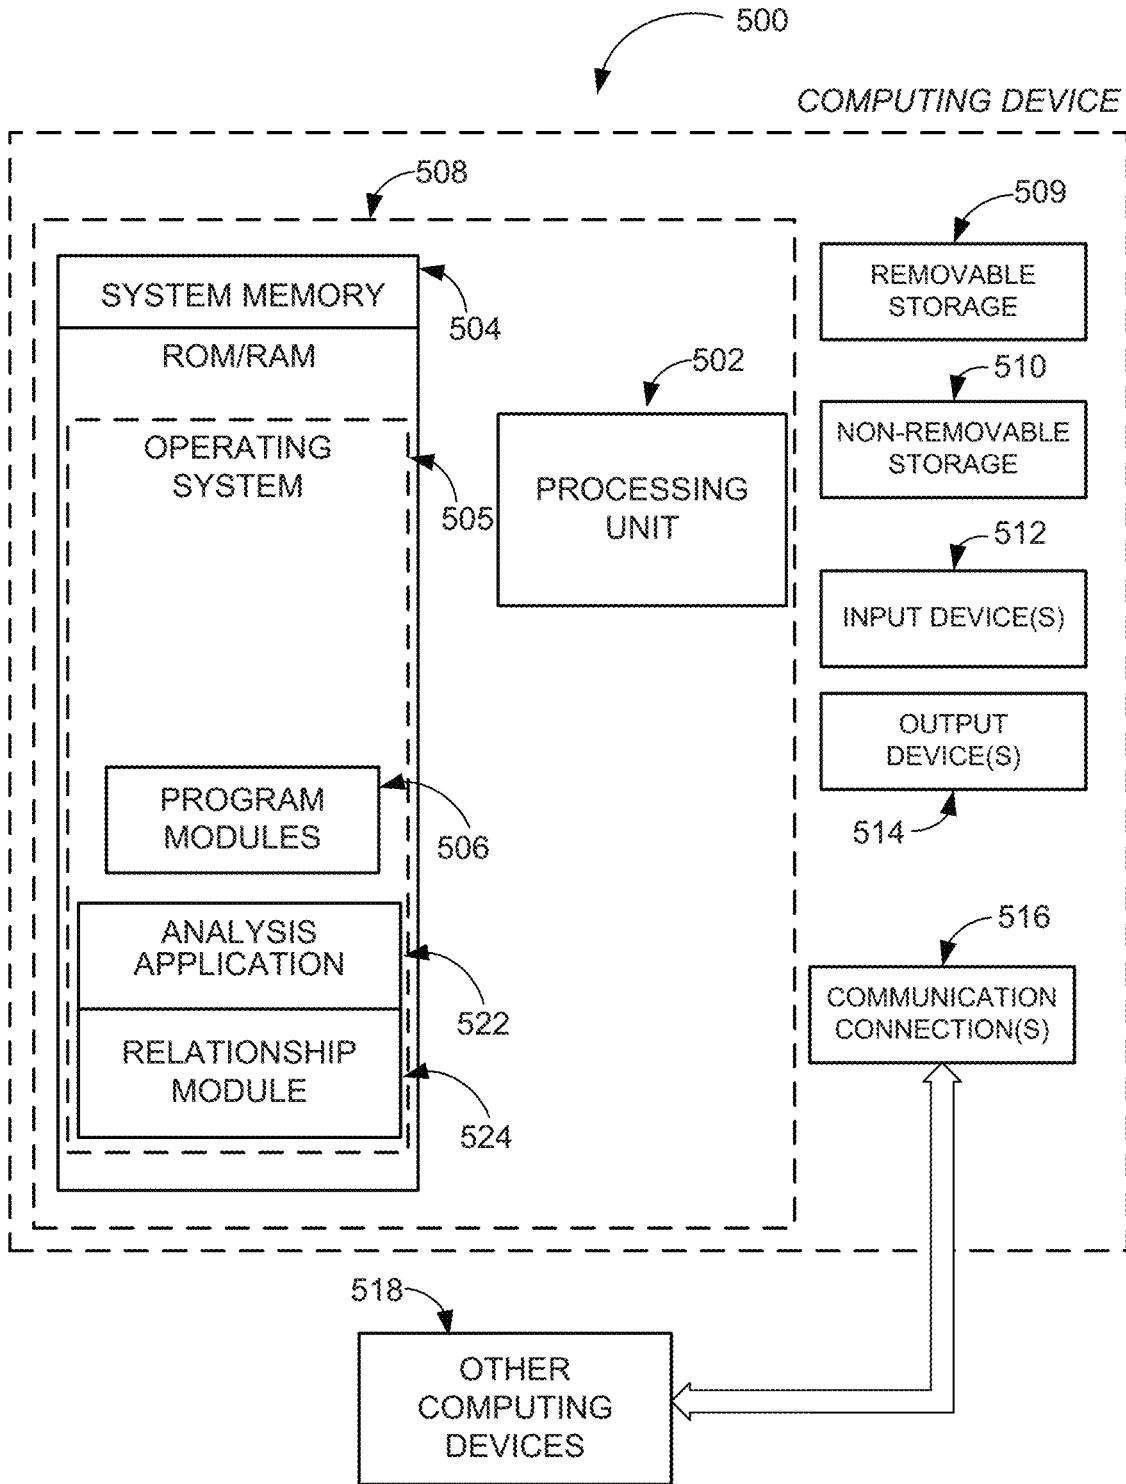 500
COMPUTING DEVICE
508
509
SYSTEM MEMORY
504
ROM/RAM
REMOVABLE
STORAGE
502
510
OPERATING
SYSTEM
505
PROCESSING
UNIT
NON-REMOVABLE
STORAGE
512
INPUT DEVICE(S)
OUTPUT
DEVICE(S)
514
PROGRAM
MODULES
506
516
ANALYSIS
APPLICATION
522
COMMUNICATION
CONNECTION(S)
RELATIONSHIP
MODULE
524
518
OTHER
COMPUTING
DEVICES